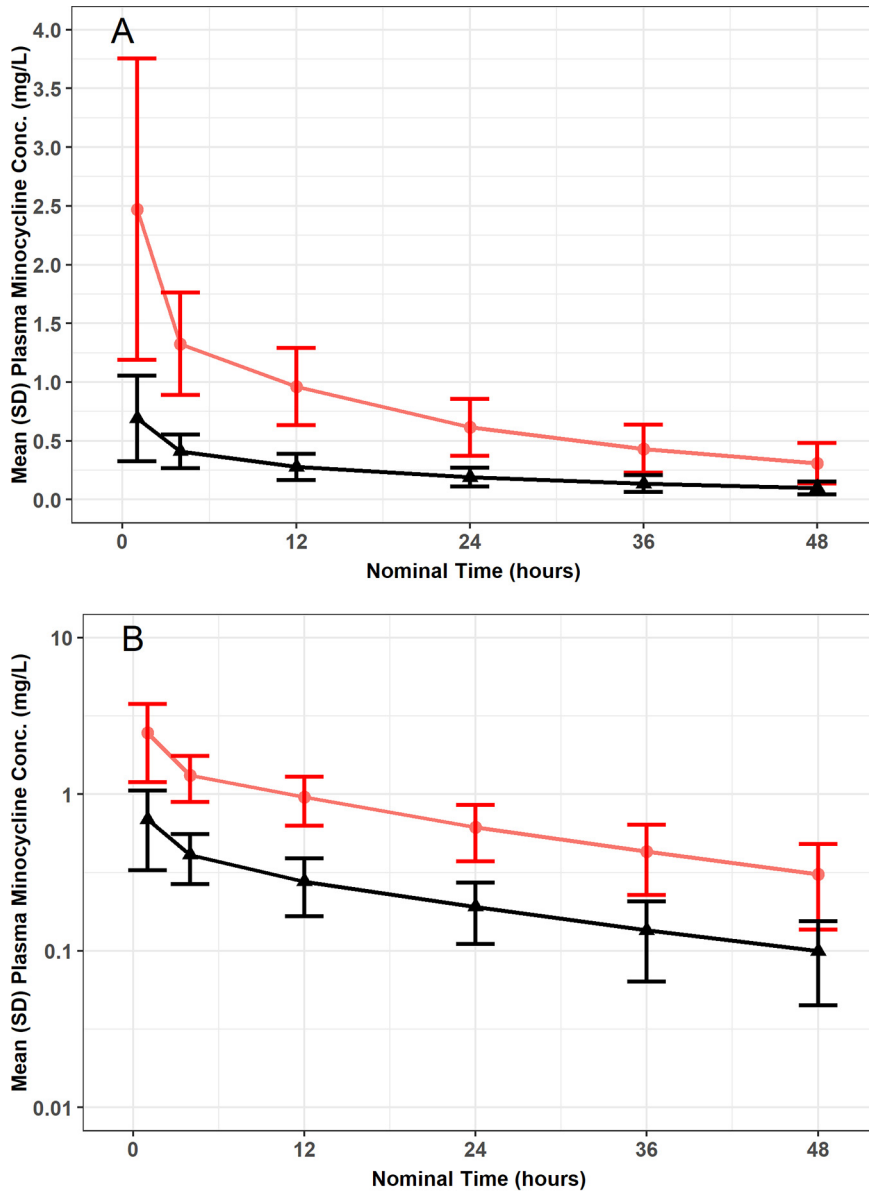 A
Mean (SD) Plasma Minocycline Conc. (mg/L)
4.0
3.5
3.0
2.5
2.0
1.5
1.0
0.5
0.0
0 12 24 36 48
Nominal Time (hours)
B
Mean (SD) Plasma Minocycline Conc. (mg/L)
10
1
0.1
0.01
0 12 24 36 48
Nominal Time (hours)